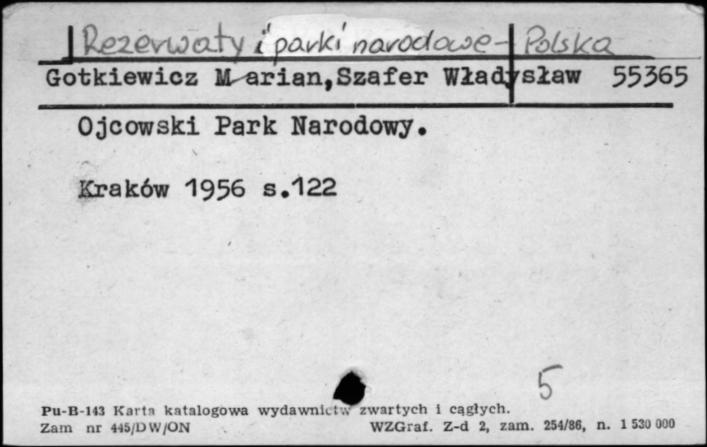 Rezerwaty i parki narodowe - Polska
Gotkiewicz Marian,Szafer Władysław 55365
Ojcowski Park Narodowy.
Kraków 1956 s.122
5
Pu-B-143 Karta katalogowa wydawnictw zwartych i cągłych.
Zam nr 445/DW/ON WZGraf. Z-d 2, zam. 254/86, n. 1 530 000